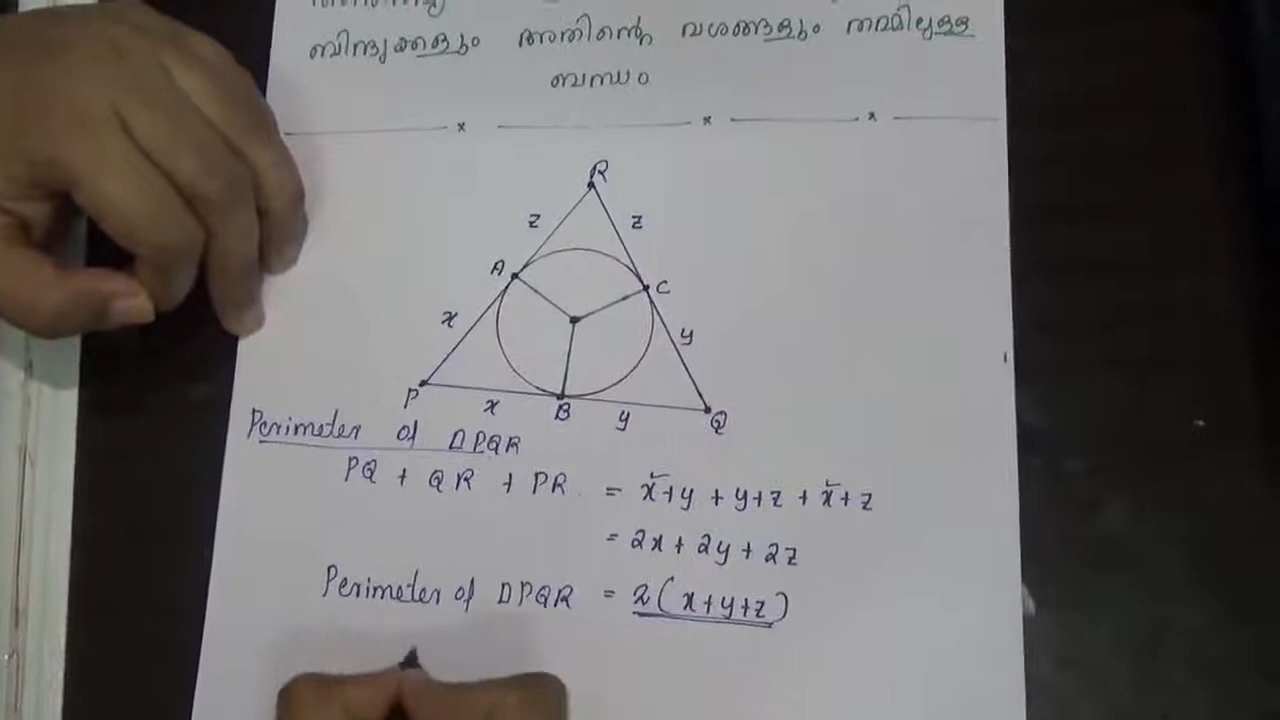 ബിന്ദുക്കളും അതിന്റെ വശങ്ങളും തമ്മിലുള്ള
ബന്ധം
R
z z
A C
x y
P x B y Q
Perimeter of ΔPQR
PQ + QR + PR = x+y + y+z + x+z
= 2x + 2y + 2z
Perimeter of ΔPQR = 2(x+y+z)